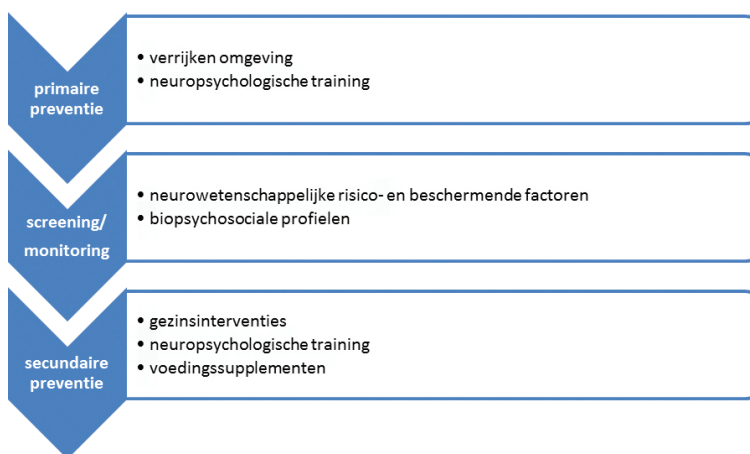 primaire
preventie
• verrijken omgeving
• neuropsychologische training
screening/
monitoring
• neurowetenschappelijke risico- en beschermende factoren
• biopsychosociale profielen
secundaire
preventie
• gezinsinterventies
• neuropsychologische training
• voedingssupplementen